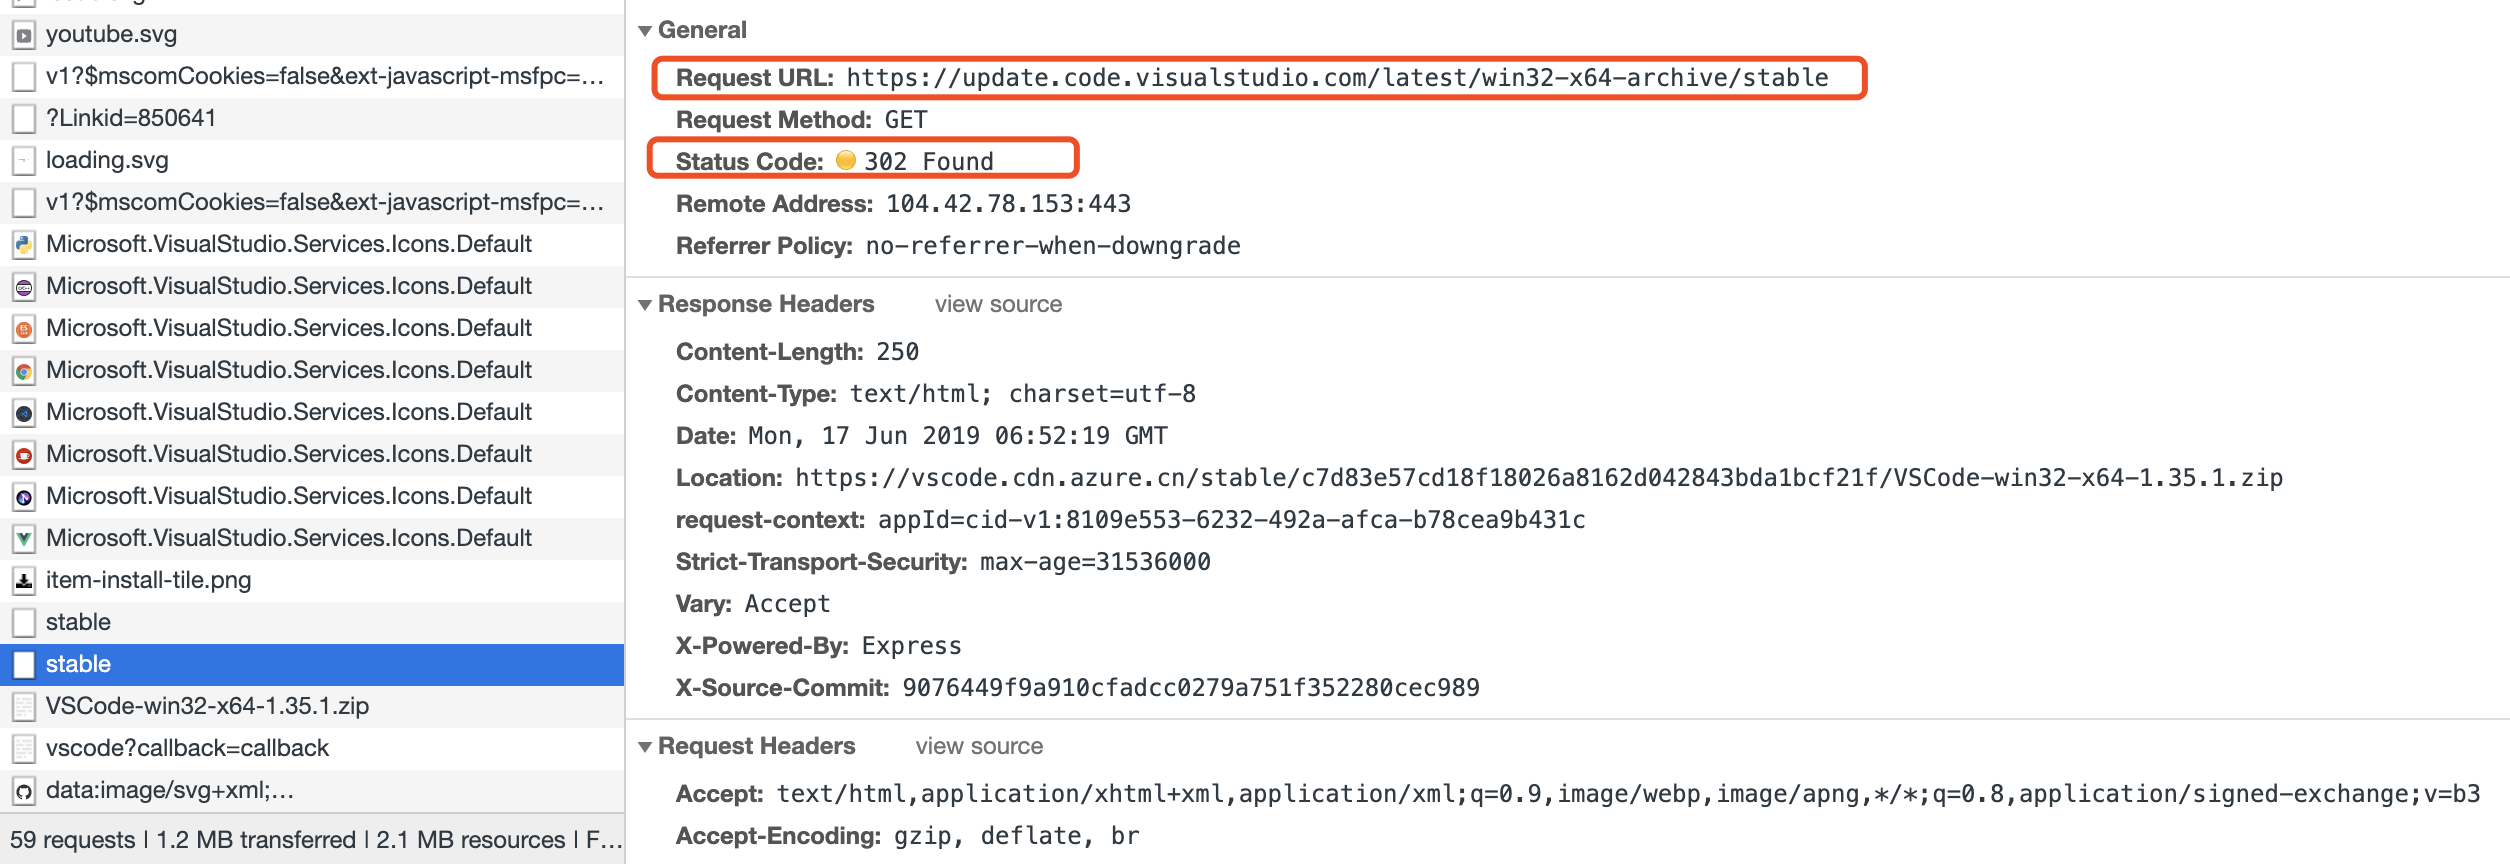 youtube.svg
v1?$mscomCookies=false&ext-javascript-msfpc=...
?Linkid=850641
loading.svg
v1?$mscomCookies=false&ext-javascript-msfpc=...
Microsoft.VisualStudio.Services.Icons.Default
Microsoft.VisualStudio.Services.Icons.Default
Microsoft.VisualStudio.Services.Icons.Default
Microsoft.VisualStudio.Services.Icons.Default
Microsoft.VisualStudio.Services.Icons.Default
Microsoft.VisualStudio.Services.Icons.Default
Microsoft.VisualStudio.Services.Icons.Default
Microsoft.VisualStudio.Services.Icons.Default
item-install-tile.png
stable
stable
VSCode-win32-x64-1.35.1.zip
vscode?callback=callback
data:image/svg+xml;...
59 requests | 1.2 MB transferred | 2.1 MB resources | F...
General
Request URL: https://update.code.visualstudio.com/latest/win32-x64-archive/stable
Request Method: GET
Status Code: 302 Found
Remote Address: 104.42.78.153:443
Referrer Policy: no-referrer-when-downgrade
Response Headers view source
Content-Length: 250
Content-Type: text/html; charset=utf-8
Date: Mon, 17 Jun 2019 06:52:19 GMT
Location: https://vscode.cdn.azure.cn/stable/c7d83e57cd18f18026a8162d042843bda1bcf21f/VSCode-win32-x64-1.35.1.zip
request-context: appId=cid-v1:8109e553-6232-492a-afca-b78cea9b431c
Strict-Transport-Security: max-age=31536000
Vary: Accept
X-Powered-By: Express
X-Source-Commit: 9076449f9a910cfadcc0279a751f352280cec989
Request Headers view source
Accept: text/html,application/xhtml+xml,application/xml;q=0.9,image/webp,image/apng,*/*;q=0.8,application/signed-exchange;v=b3
Accept-Encoding: gzip, deflate, br